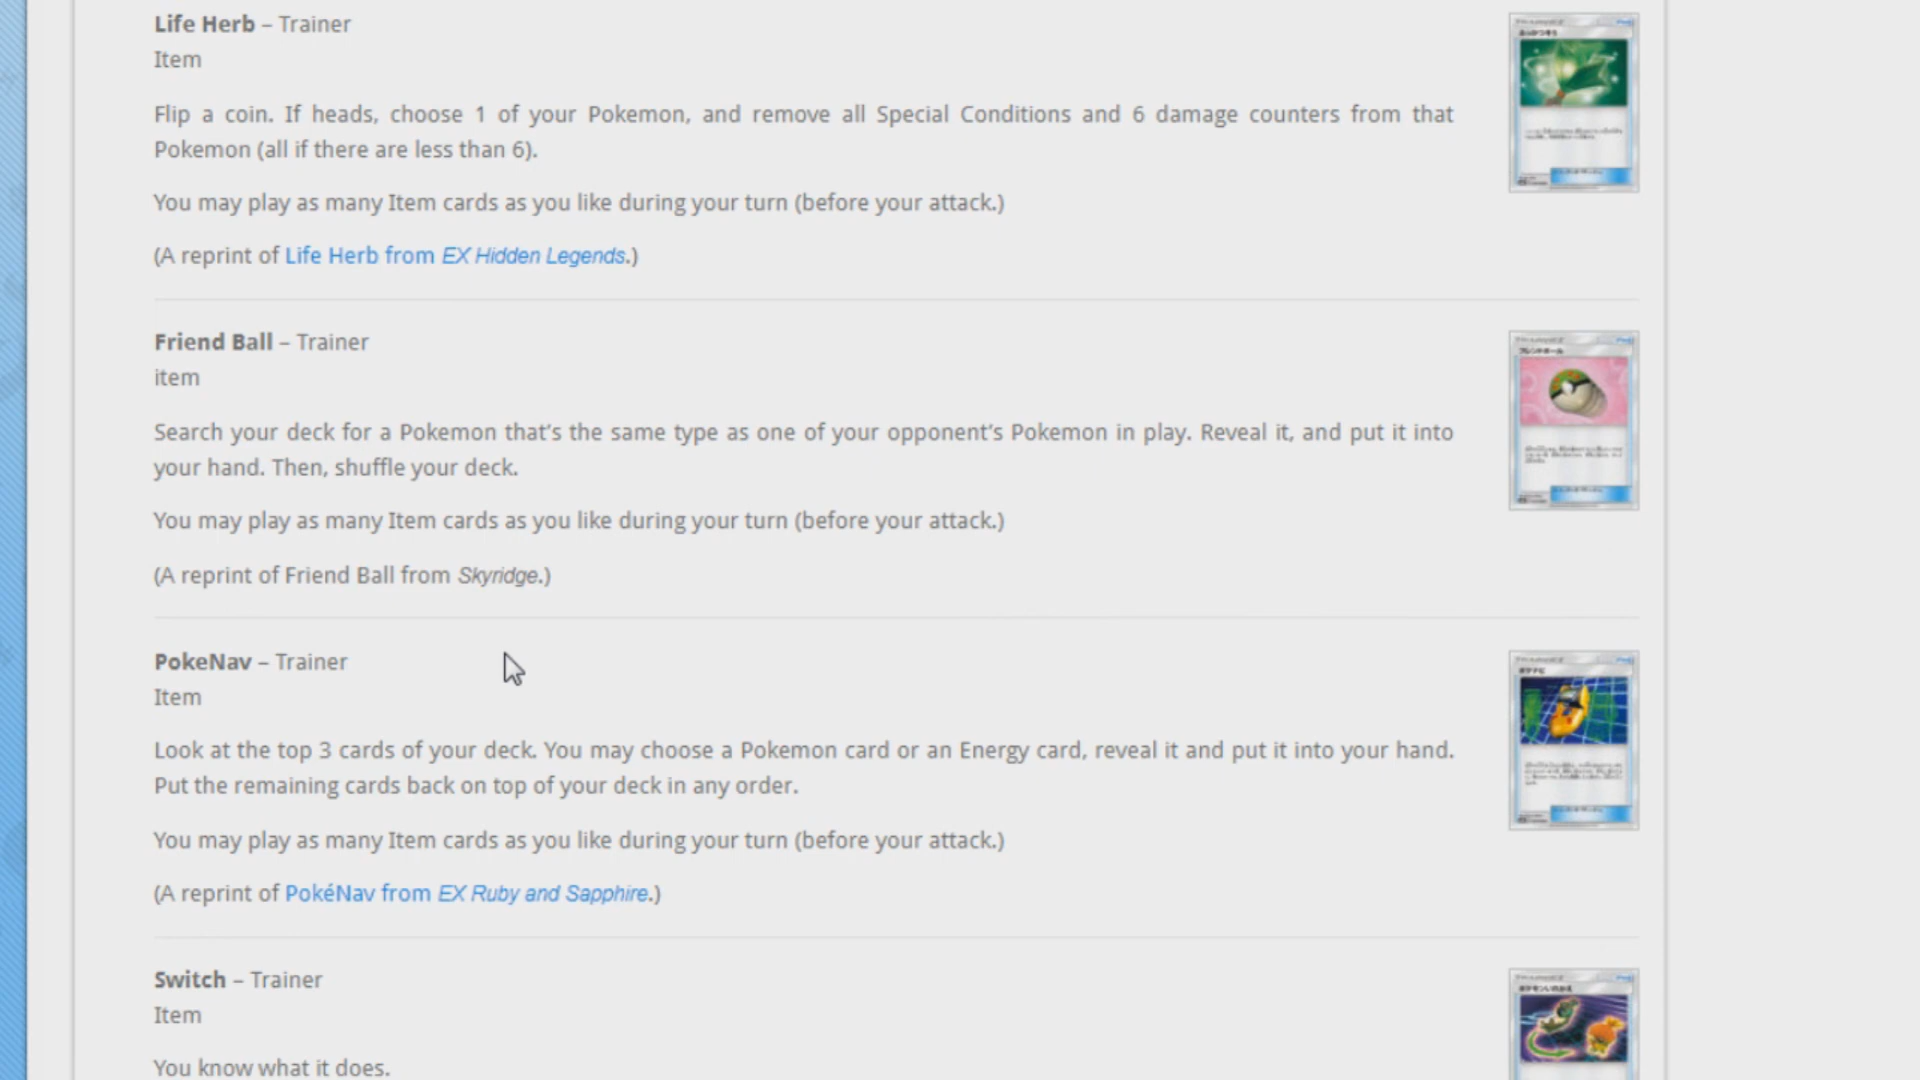 Life Herb – Trainer
Item
Flip a coin. If heads, choose 1 of your Pokemon, and remove all Special Conditions and 6 damage counters from that
Pokemon (all if there are less than 6).
You may play as many Item cards as you like during your turn (before your attack.)
(A reprint of Life Herb from EX Hidden Legends.)
Friend Ball – Trainer
item
Search your deck for a Pokemon that's the same type as one of your opponent's Pokemon in play. Reveal it, and put it into
your hand. Then, shuffle your deck.
You may play as many Item cards as you like during your turn (before your attack.)
(A reprint of Friend Ball from Skyridge.)
PokeNav – Trainer
Item
Look at the top 3 cards of your deck. You may choose a Pokemon card or an Energy card, reveal it and put it into your hand.
Put the remaining cards back on top of your deck in any order.
You may play as many Item cards as you like during your turn (before your attack.)
(A reprint of PokéNav from EX Ruby and Sapphire.)
Switch – Trainer
Item
You know what it does.